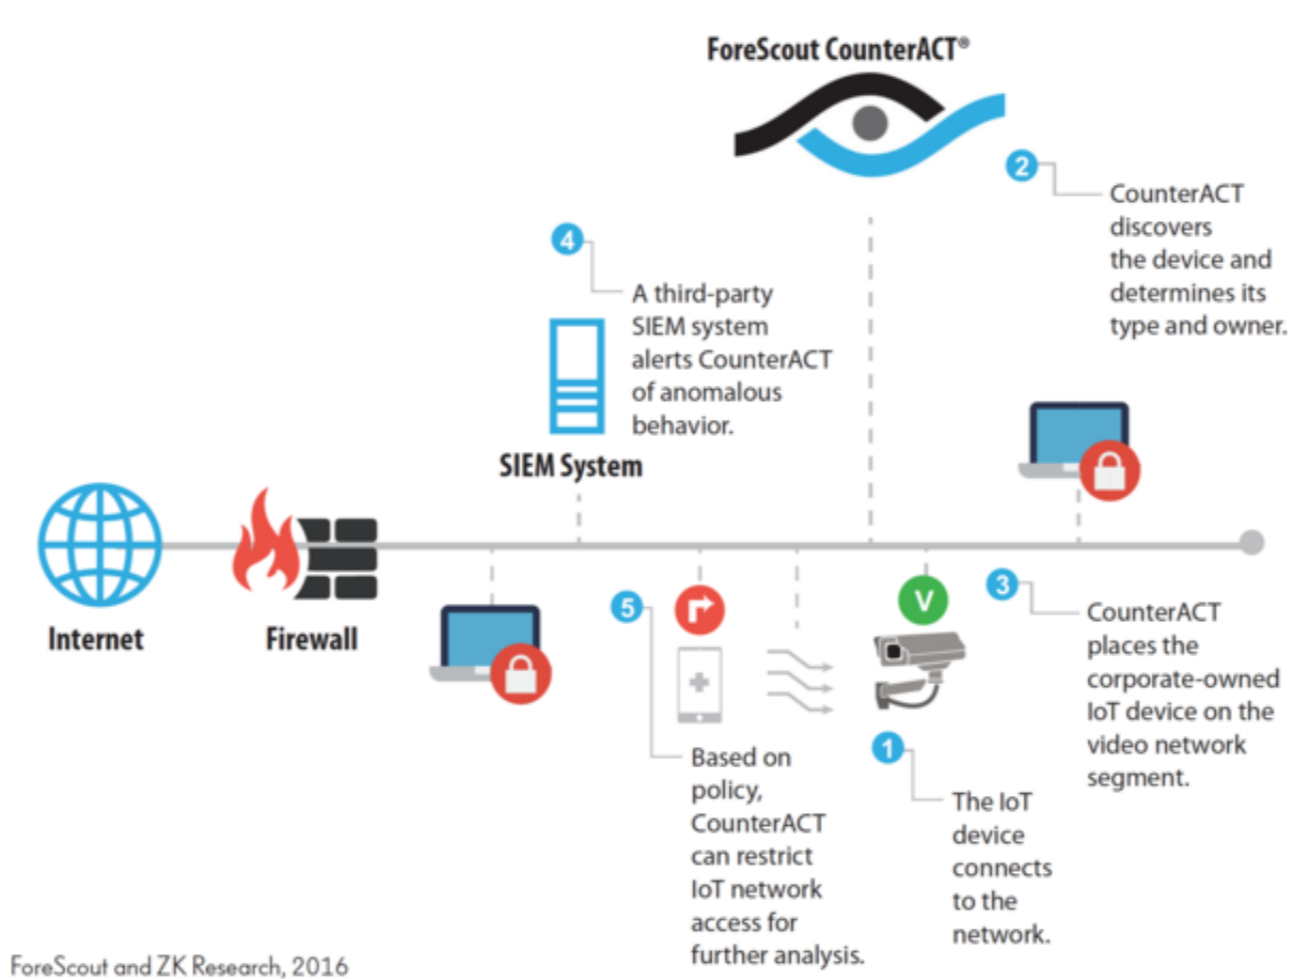 ForeScout CounterACT®
2
CounterACT
discovers
the device and
determines its
type and owner.
4
A third-party
SIEM system
alerts CounterACT
of anomalous
behavior.
SIEM System
Internet
Firewall
5
V
3
CounterACT
places the
corporate-owned
IoT device on the
video network
segment.
Based on
policy,
CounterACT
can restrict
IoT network
access for
further analysis.
1
The IoT
device
connects
to the
network.
ForeScout and ZK Research, 2016